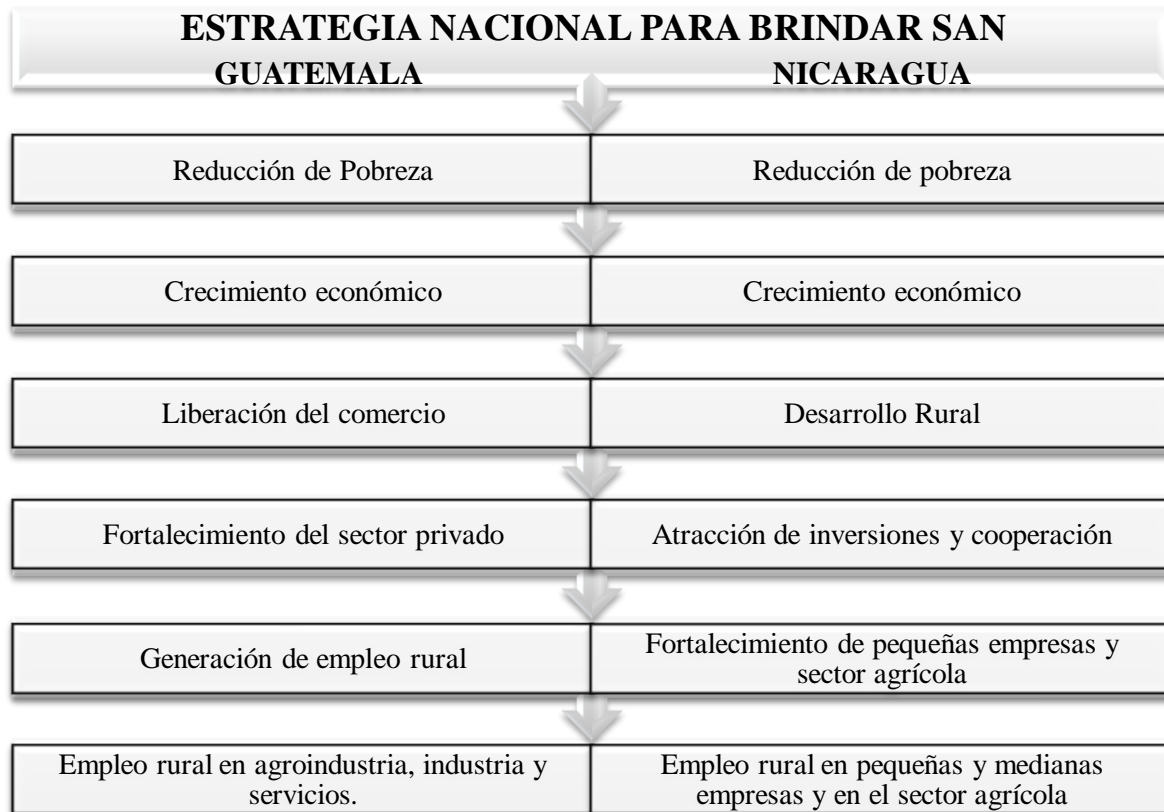 ESTRATEGIA NACIONAL PARA BRINDAR SAN
GUATEMALA
NICARAGUA
Reducción de Pobreza
Reducción de pobreza
Crecimiento económico
Crecimiento económico
Liberación del comercio
Desarrollo Rural
Fortalecimiento del sector privado
Atracción de inversiones y cooperación
Generación de empleo rural
Fortalecimiento de pequeñas empresas y
sector agrícola
Empleo rural en agroindustria, industria y
servicios.
Empleo rural en pequeñas y medianas
empresas y en el sector agrícola